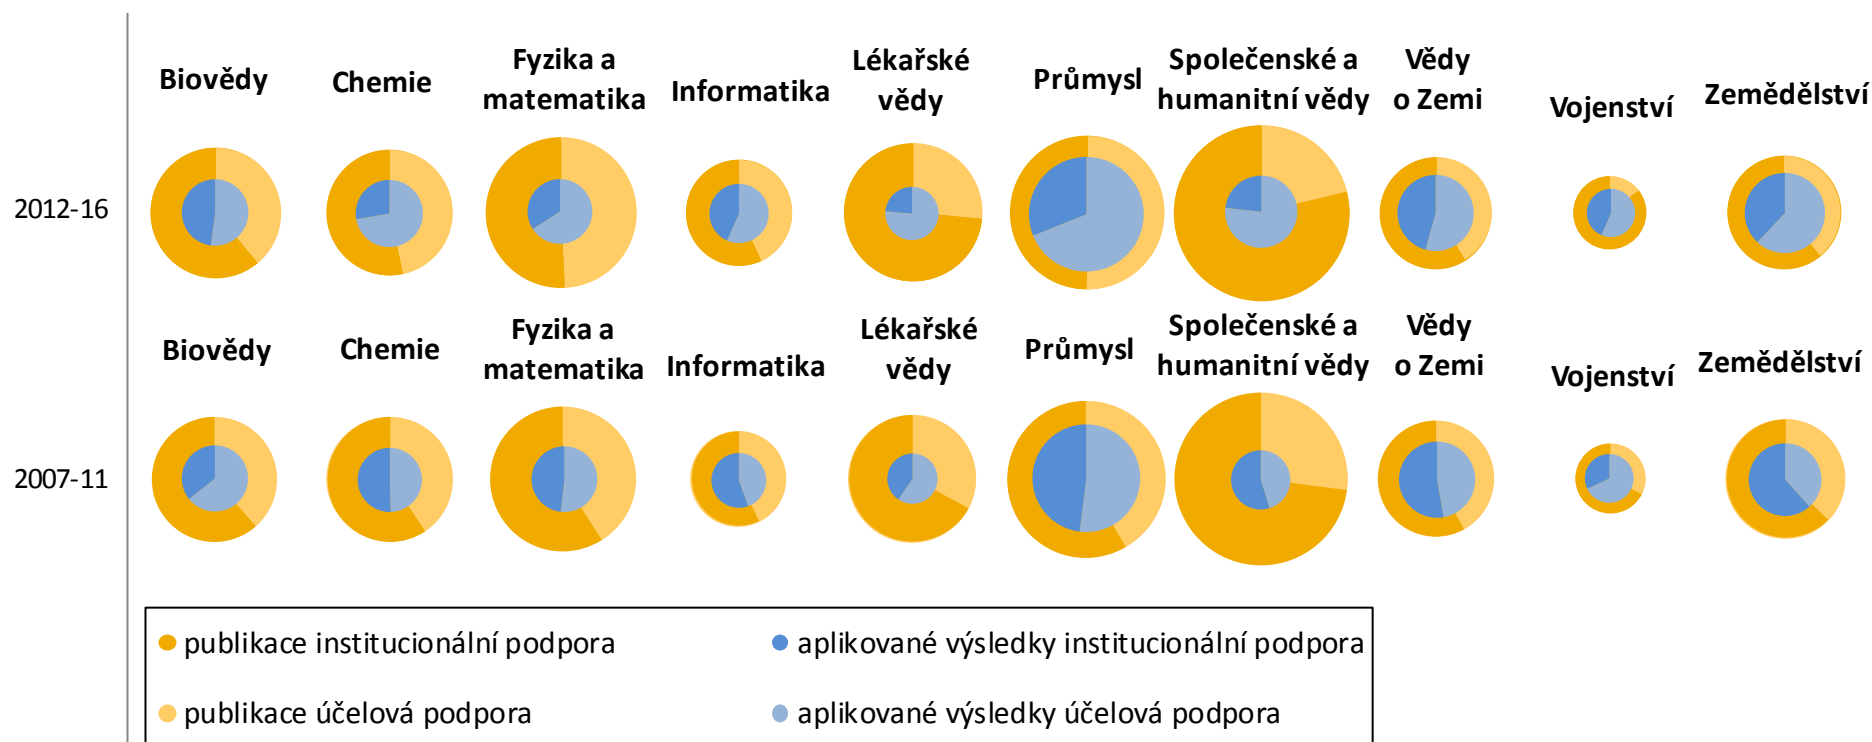 Biovědy
Chemie
Fyzika a
matematika
Informatika
Lékařské
vědy
Průmysl
Společenské a
humanitní vědy
Vědy
o Zemi
Vojenství
Zemědělství
2012-16
Biovědy
Chemie
Fyzika a
matematika
Informatika
Lékařské
vědy
Průmysl
Společenské a
humanitní vědy
Vědy
o Zemi
Vojenství
Zemědělství
2007-11
publikace institucionální podpora
aplikované výsledky institucionální podpora
publikace účelová podpora
aplikované výsledky účelová podpora